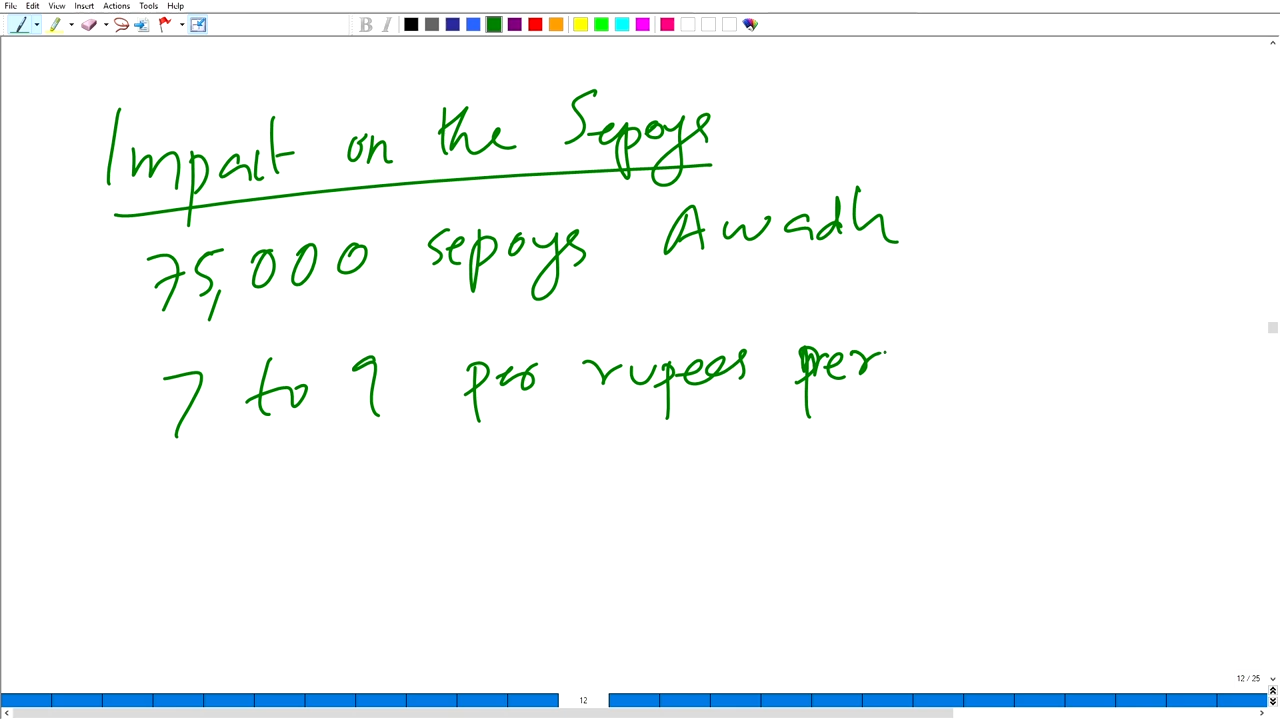 File Edit View Insert Actions Tools Help
B I
Impact on the Sepoys
75,000 sepoys Awadh
7 to 9 per rupees per
12 / 25
12